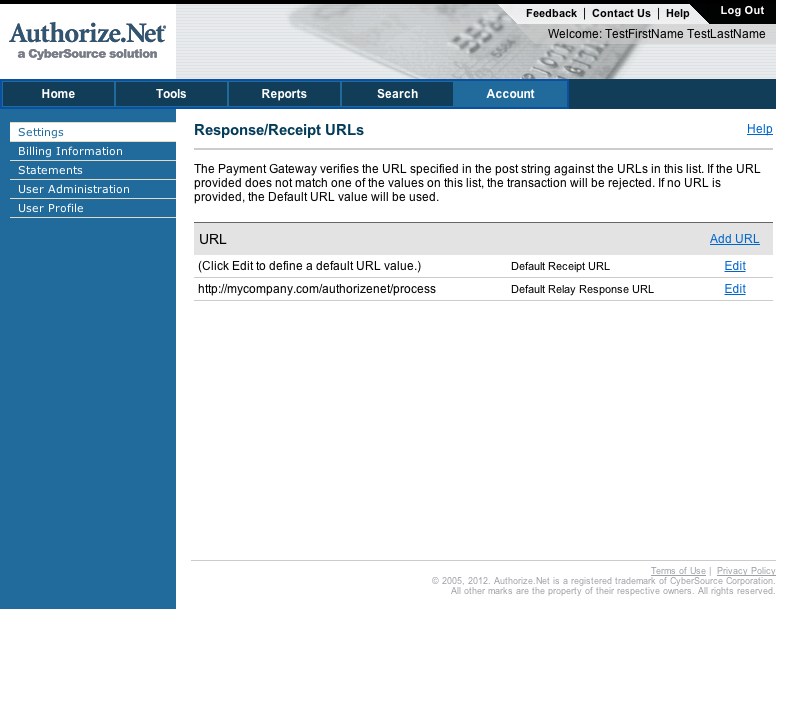 Authorize.Net
a CyberSource solution
Feedback | Contact Us | Help
Log Out
Welcome: TestFirstName TestLastName
Home Tools Reports Search Account
Settings
Billing Information
Statements
User Administration
User Profile
Response/Receipt URLs
Help
The Payment Gateway verifies the URL specified in the post string against the URLs in this list. If the URL
provided does not match one of the values on this list, the transaction will be rejected. If no URL is
provided, the Default URL value will be used.
URL Add URL
(Click Edit to define a default URL value.) Default Receipt URL Edit
http://mycompany.com/authorizenet/process Default Relay Response URL Edit
Terms of Use | Privacy Policy
© 2005, 2012. Authorize.Net is a registered trademark of CyberSource Corporation.
All other marks are the property of their respective owners. All rights reserved.